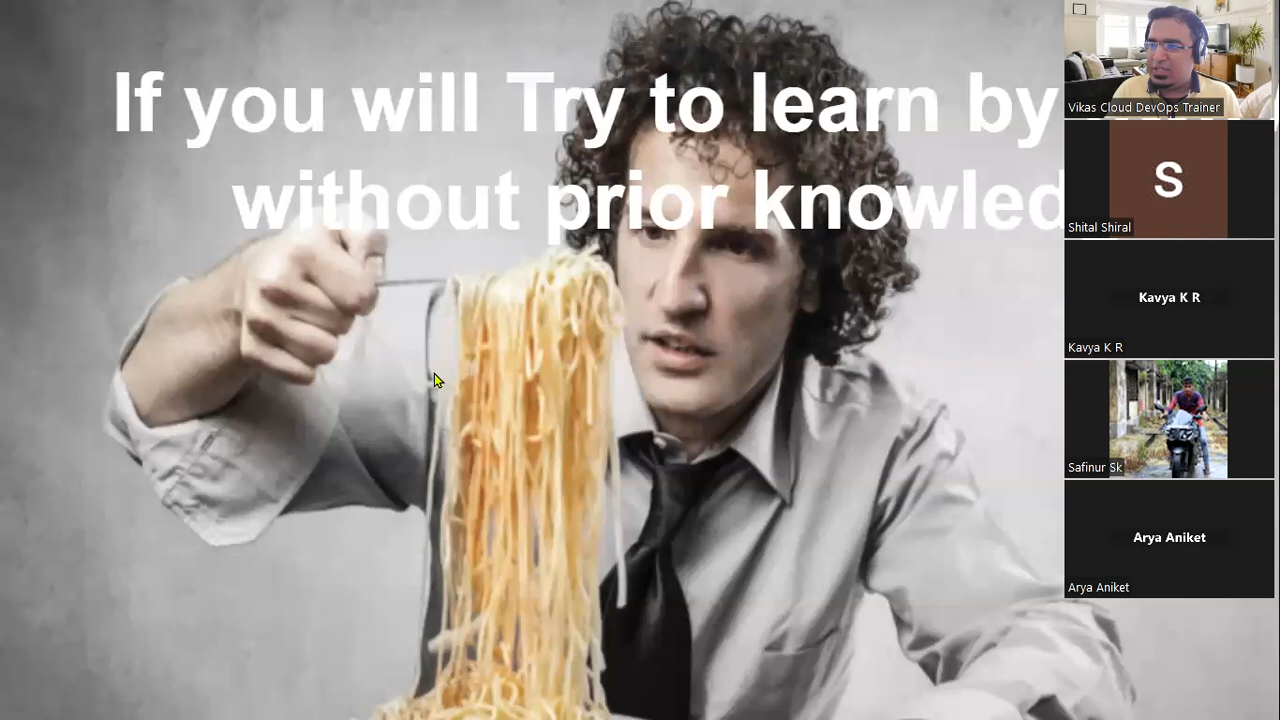 If you will Try to learn by
without prior knowled
Vikas Cloud DevOps Trainer
S
Shital Shiral
Kavya K R
Kavya K R
Safinur Sk
Arya Aniket
Arya Aniket